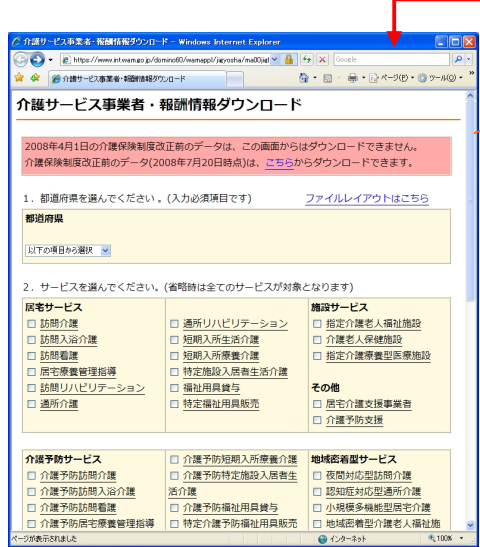 介護サービス事業者・報酬情報ダウンロード - Windows Internet Explorer
Google
介護サービス事業者・報酬情報ダウンロード
ページ(P)
ツール(O)
介護サービス事業者・報酬情報ダウンロード
2008年4月1日の介護保険制度改正前のデータは、この画面からはダウンロードできません。
介護保険制度改正前のデータ(2008年7月20日時点)は、こちらからダウンロードできます。
1．都道府県を選んでください。(入力必須項目です) ファイルレイアウトはこちら
都道府県
以下の項目から選択
2．サービスを選んでください。(省略時は全てのサービスが対象となります)
居宅サービス
訪問介護
訪問入浴介護
訪問看護
居宅療養管理指導
訪問リハビリテーション
通所介護
通所リハビリテーション
短期入所生活介護
短期入所療養介護
特定施設入居者生活介護
福祉用具貸与
特定福祉用具販売
施設サービス
指定介護老人福祉施設
介護老人保健施設
指定介護療養型医療施設
その他
居宅介護支援事業者
介護予防支援
介護予防サービス
介護予防訪問介護
介護予防訪問入浴介護
介護予防訪問看護
介護予防居宅療養管理指導
介護予防短期入所療養介護
介護予防特定施設入居者生
活介護
介護予防福祉用具貸与
特定介護予防福祉用具販売
地域密着型サービス
夜間対応型訪問介護
認知症対応型通所介護
小規模多機能型居宅介護
地域密着型介護老人福祉施
ページが表示されました
インターネット
100%